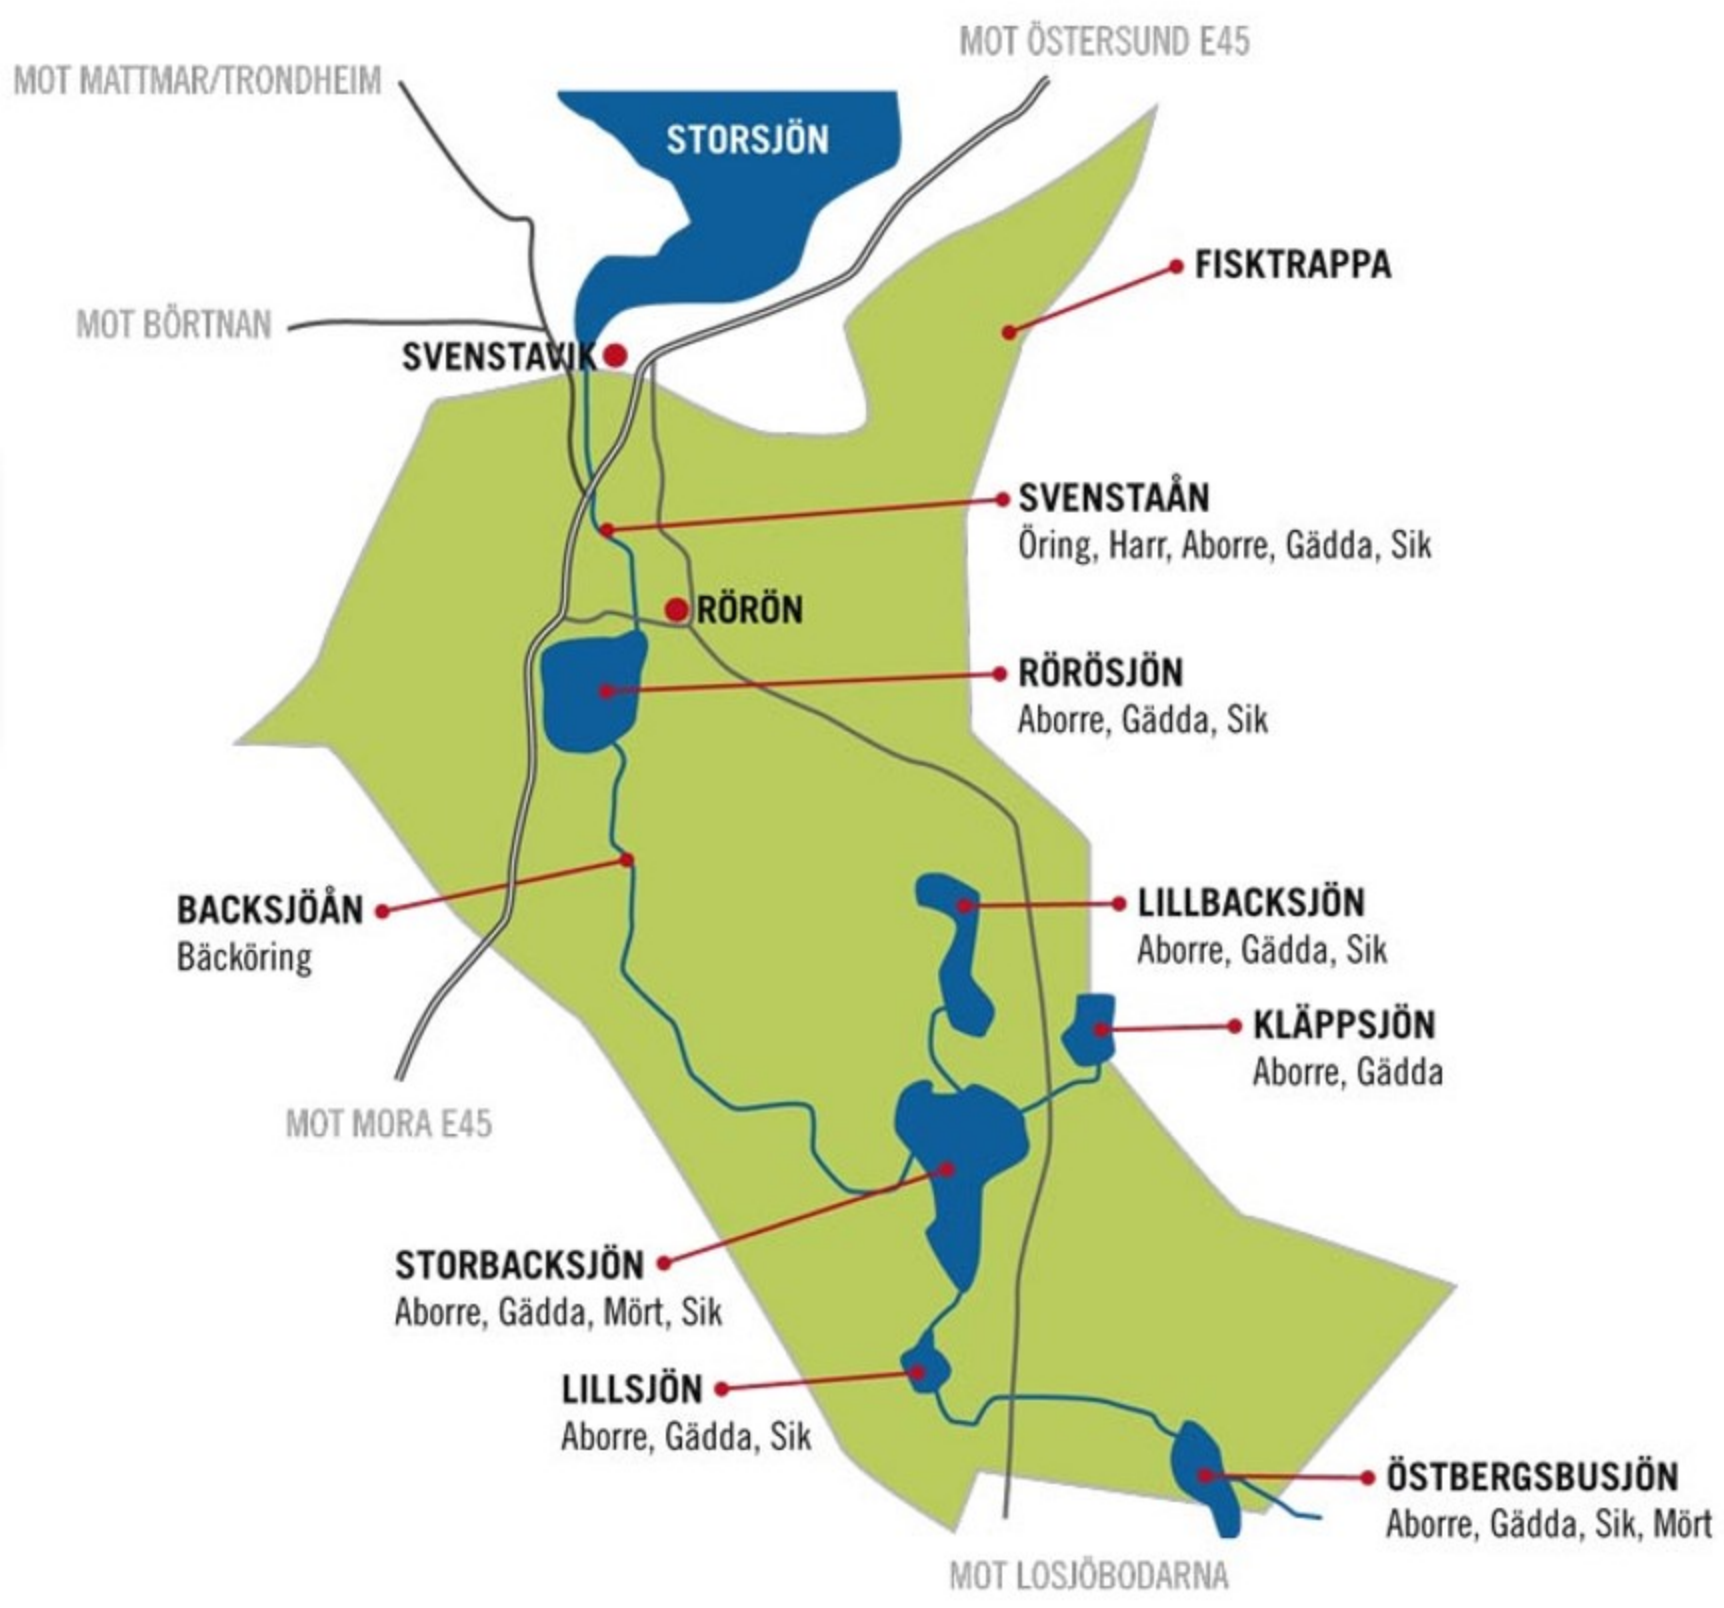 MOT ÖSTERSUND E45
MOT MATTMAR/TRONDHEIM
STORSJÖN
FISKTRAPPA
MOT BÖRTNAN
SVENSTAVIK
SVENSTAÅN
Öring, Harr, Aborre, Gädda, Sik
RÖRÖN
RÖRÖSJÖN
Aborre, Gädda, Sik
BACKSJÖÅN
Bäcköring
LILLBACKSJÖN
Aborre, Gädda, Sik
KLÄPPSJÖN
Aborre, Gädda
MOT MORA E45
STORBACKSJÖN
Aborre, Gädda, Mört, Sik
LILLSJÖN
Aborre, Gädda, Sik
ÖSTBERGSBUSJÖN
Aborre, Gädda, Sik, Mört
MOT LOSJÖBODARNA